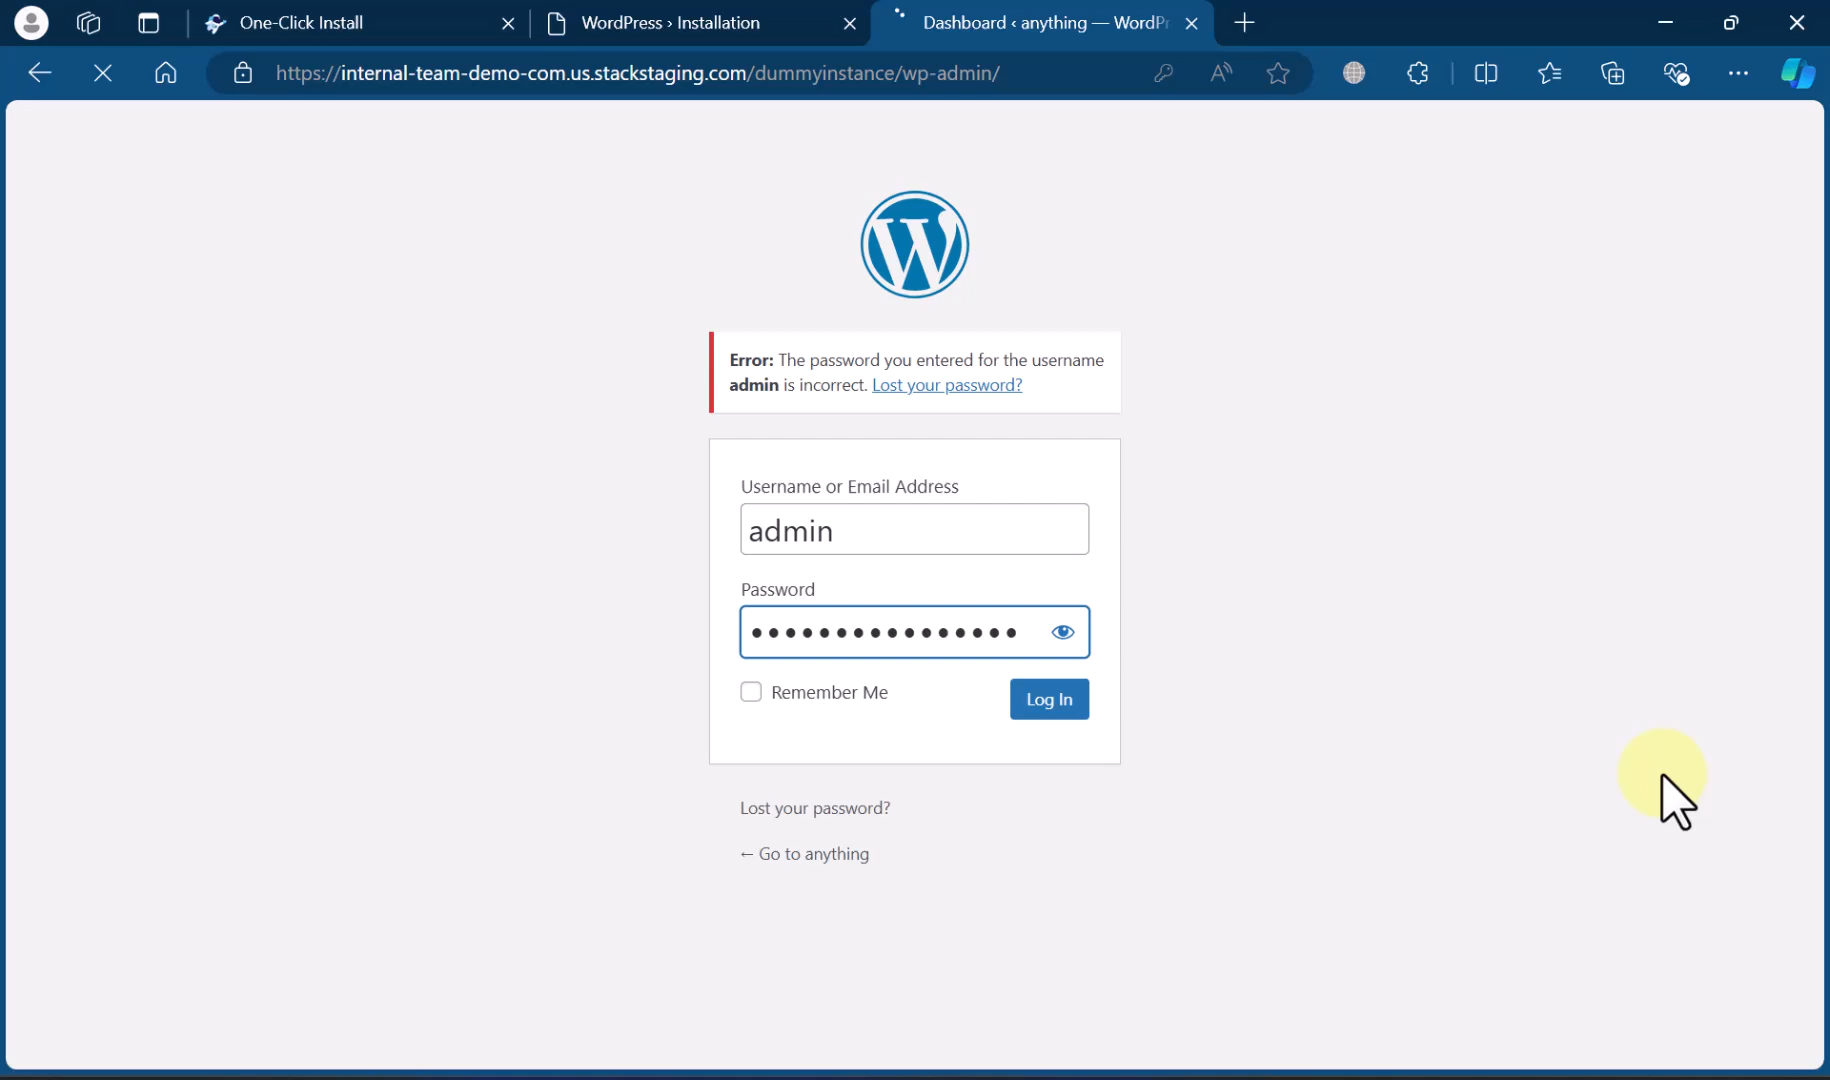 One-Click Install
WordPress › Installation
Dashboard ‹ anything — WordPr
https://internal-team-demo-com.us.stackstaging.com/dummyinstance/wp-admin/
Error: The password you entered for the username
admin is incorrect. Lost your password?
Username or Email Address
admin
Password
Remember Me
Log In
Lost your password?
← Go to anything